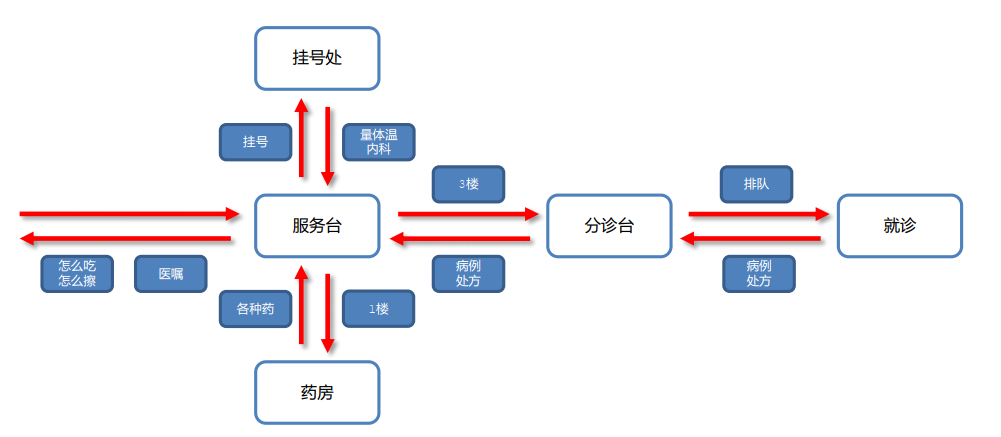 挂号处
挂号
量体温
内科
3楼
排队
服务台
分诊台
就诊
怎么吃
怎么擦
医嘱
病例
处方
病例
处方
各种药
1楼
药房